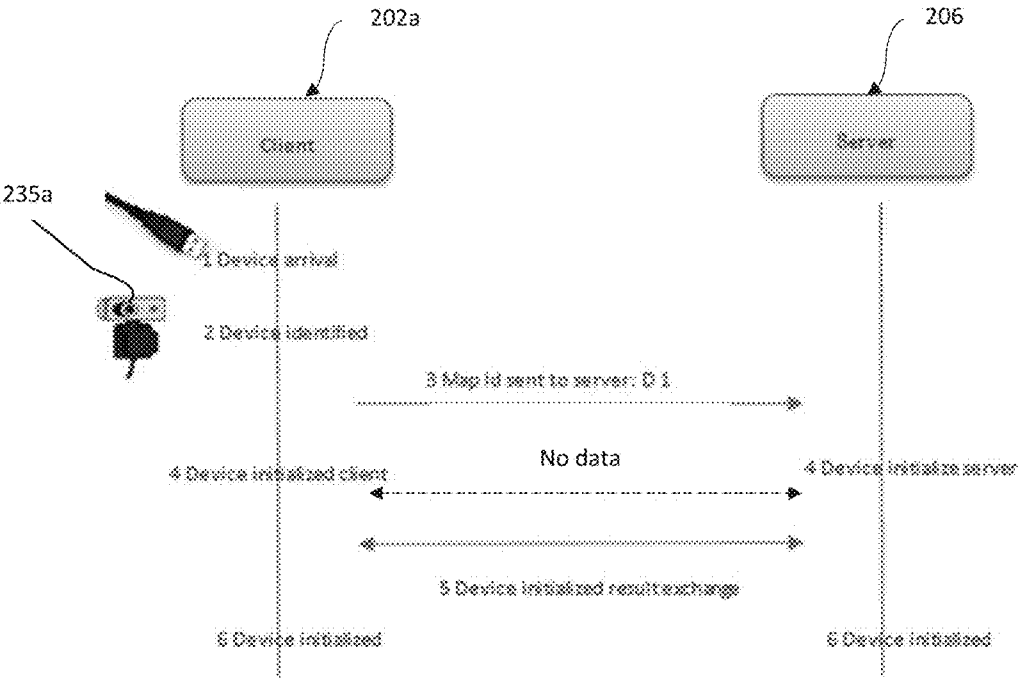 202a
206
Client
Server
235a
1 Device arrival
2 Device identified
3 Map id sent to server: D 1
No data
4 Device initialized client
4 Device initialize server
5 Device initialized result exchange
6 Device initialized
6 Device initialized